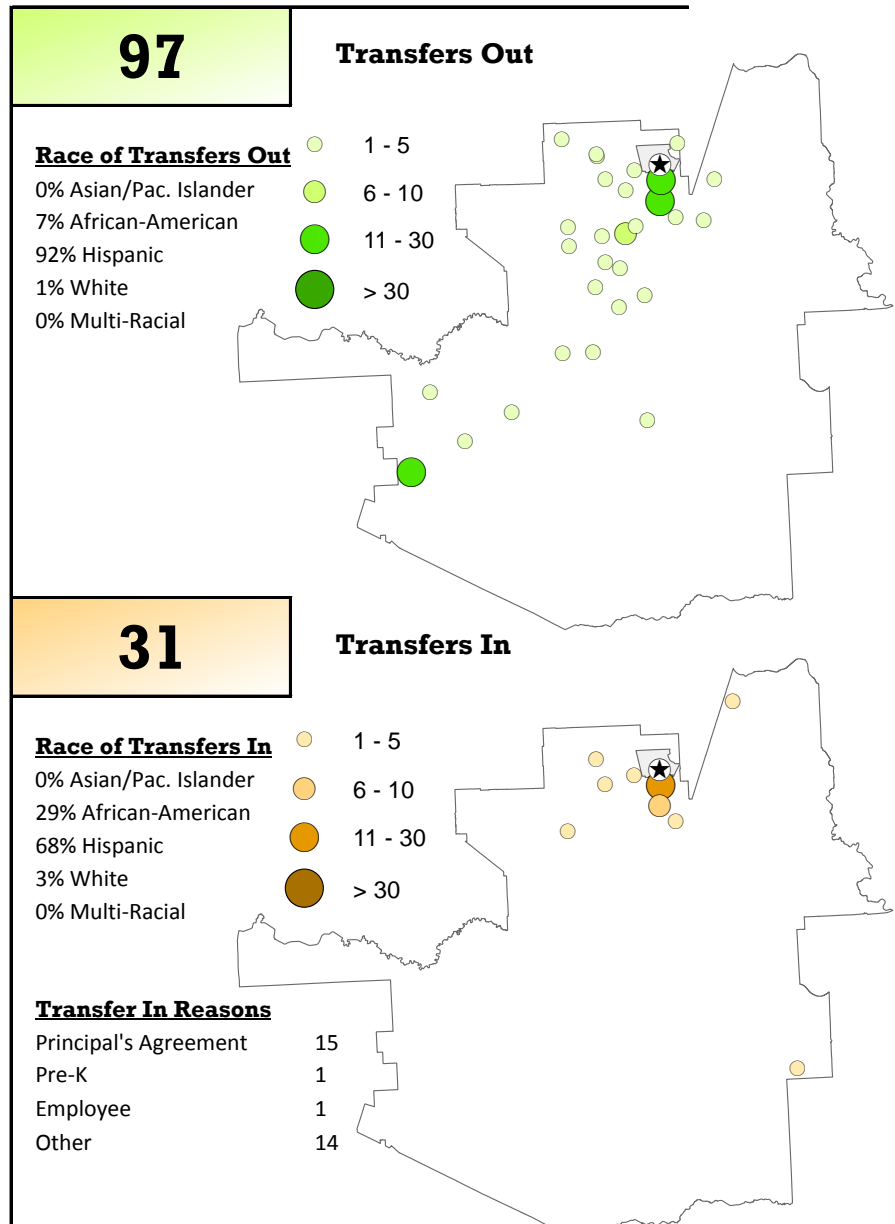 97
Transfers Out
Race of Transfers Out
0% Asian/Pac. Islander
7% African-American
92% Hispanic
1% White
0% Multi-Racial
1 - 5
6 - 10
11 - 30
> 30
31
Transfers In
Race of Transfers In
0% Asian/Pac. Islander
29% African-American
68% Hispanic
3% White
0% Multi-Racial
1 - 5
6 - 10
11 - 30
> 30
Transfer In Reasons
Principal's Agreement 15
Pre-K 1
Employee 1
Other 14